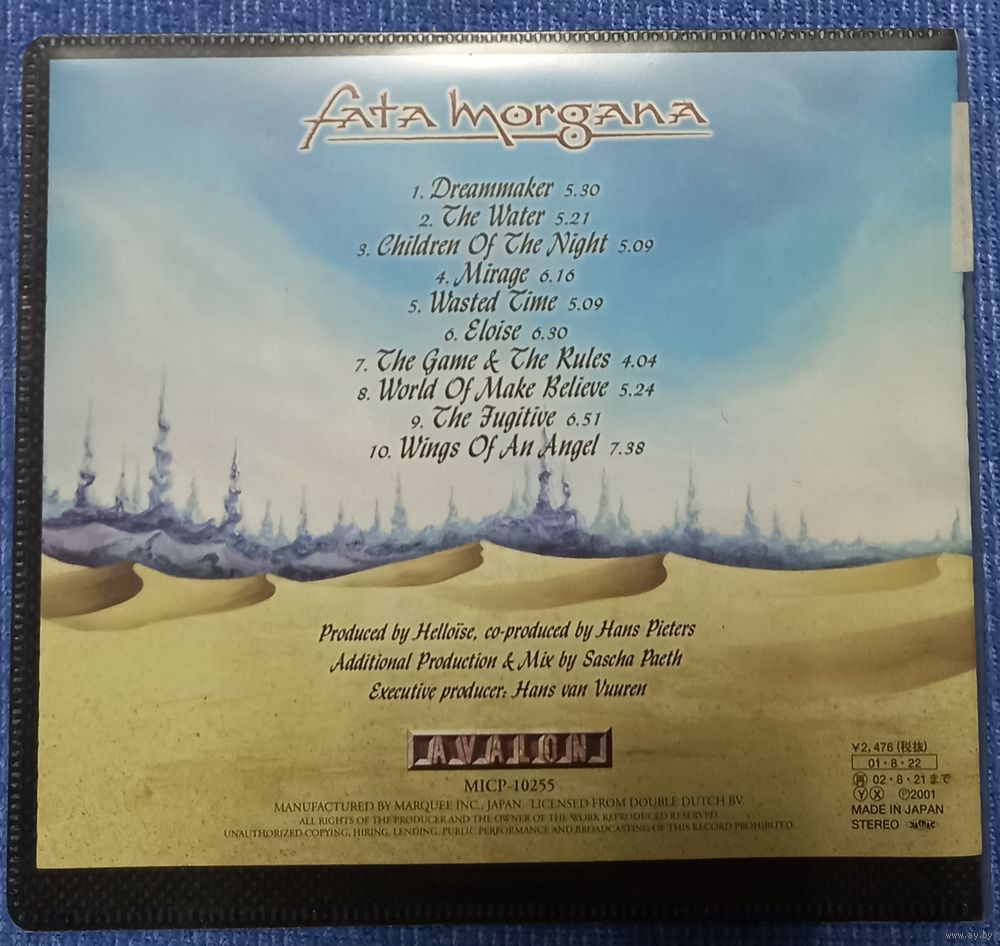 fata morgana
1. Dreammaker 5.30
2. The Water 5.21
3. Children Of The Night 5.09
4. Mirage 6.16
5. Wasted Time 5.09
6. Eloise 6.30
7. The Game & The Rules 4.04
8. World Of Make Believe 5.24
9. The Fugitive 6.51
10. Wings Of An Angel 7.38
Produced by Helloïse, co-produced by Hans Pieters
Additional Production & Mix by Sascha Paeth
Executive producer: Hans van Vuuren
AVALON
MICP-10255
MANUFACTURED BY MARQUEE INC., JAPAN. LICENSED FROM DOUBLE DUTCH BV.
ALL RIGHTS OF THE PRODUCER AND THE OWNER OF THE WORK REPRODUCED RESERVED.
UNAUTHORIZED COPYING, HIRING, LENDING, PUBLIC PERFORMANCE AND BROADCASTING OF THIS RECORD PROHIBITED.
¥2,476 (税抜)
01・8・22
再 02・8・21まで
Ⓨ Ⓧ ℗2001
MADE IN JAPAN
STEREO JASRAC
www.ay.by